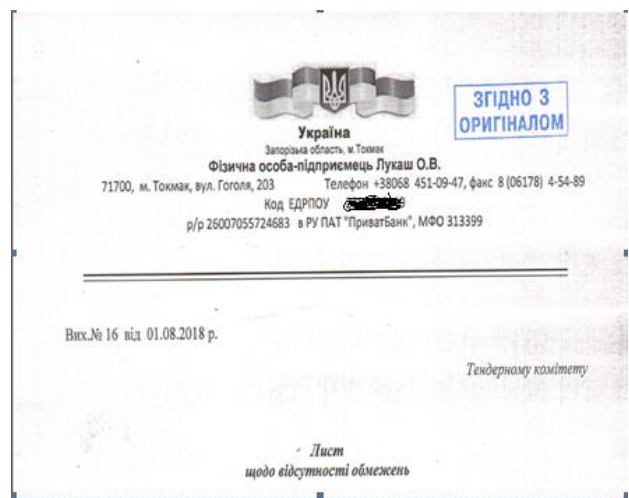 ЗГІДНО З
ОРИГІНАЛОМ
Україна
Запорізька область, м.Токмак
Фізична особа-підприємець Лукаш О.В.
71700, м. Токмак, вул. Гоголя, 203 Телефон +38068 451-09-47, факс 8 (06178) 4-54-89
Код ЕДРПОУ
р/р 26007055724683 в РУ ПАТ "ПриватБанк", МФО 313399
Вих.№ 16 від 01.08.2018 р.
Тендерному комітету
Лист
щодо відсутності обмежень